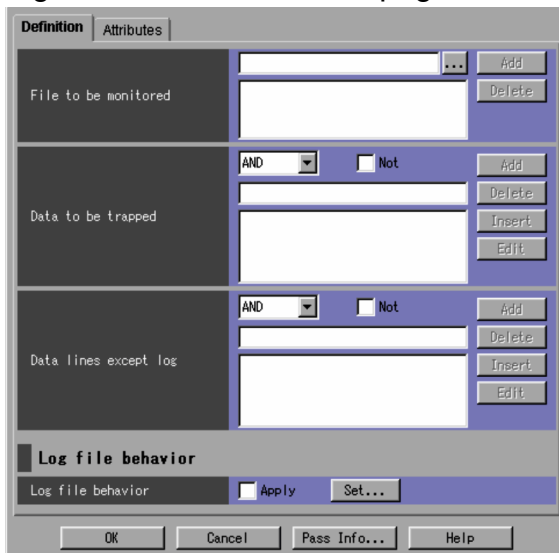 Definition Attributes
File to be monitored
... Add
Delete
Data to be trapped
AND Not Add
Delete
Insert
Edit
Data lines except log
AND Not Add
Delete
Insert
Edit
Log file behavior
Log file behavior Apply Set...
OK Cancel Pass Info... Help